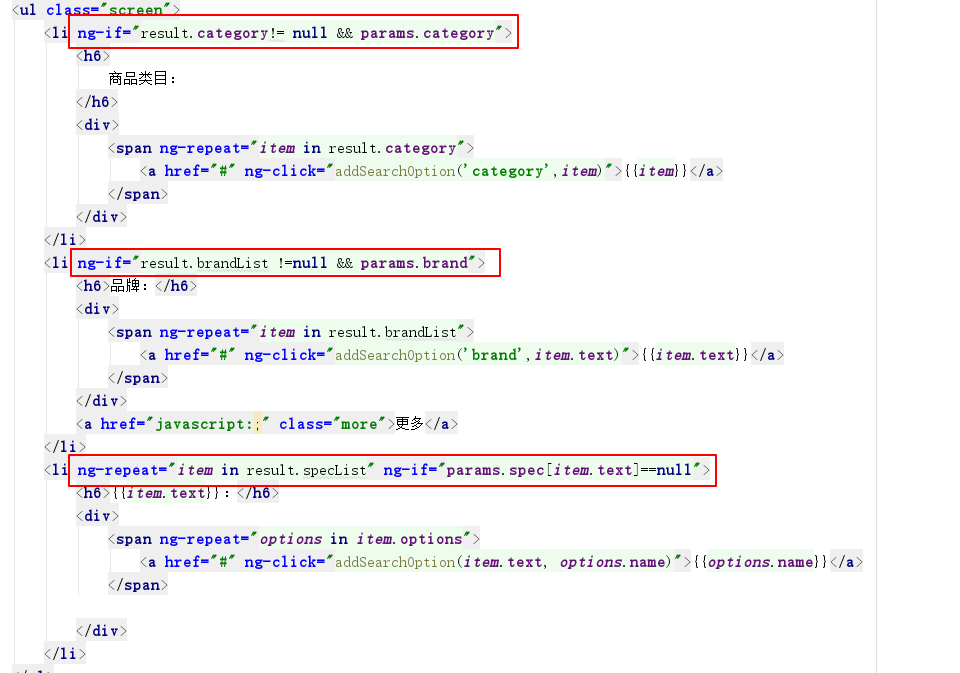 <ul class="screen">
<li ng-if="result.category!= null && params.category">
<h6>
商品类目：
</h6>
<div>
<span ng-repeat="item in result.category">
<a href="#" ng-click="addSearchOption('category',item)">{{item}}</a>
</span>
</div>
</li>
<li ng-if="result.brandList !=null && params.brand">
<h6>品牌：</h6>
<div>
<span ng-repeat="item in result.brandList">
<a href="#" ng-click="addSearchOption('brand',item.text)">{{item.text}}</a>
</span>
</div>
<a href="javascript:;" class="more">更多</a>
</li>
<li ng-repeat="item in result.specList" ng-if="params.spec[item.text]==null">
<h6>{{item.text}}：</h6>
<div>
<span ng-repeat="options in item.options">
<a href="#" ng-click="addSearchOption(item.text, options.name)">{{options.name}}</a>
</span>
</div>
</li>